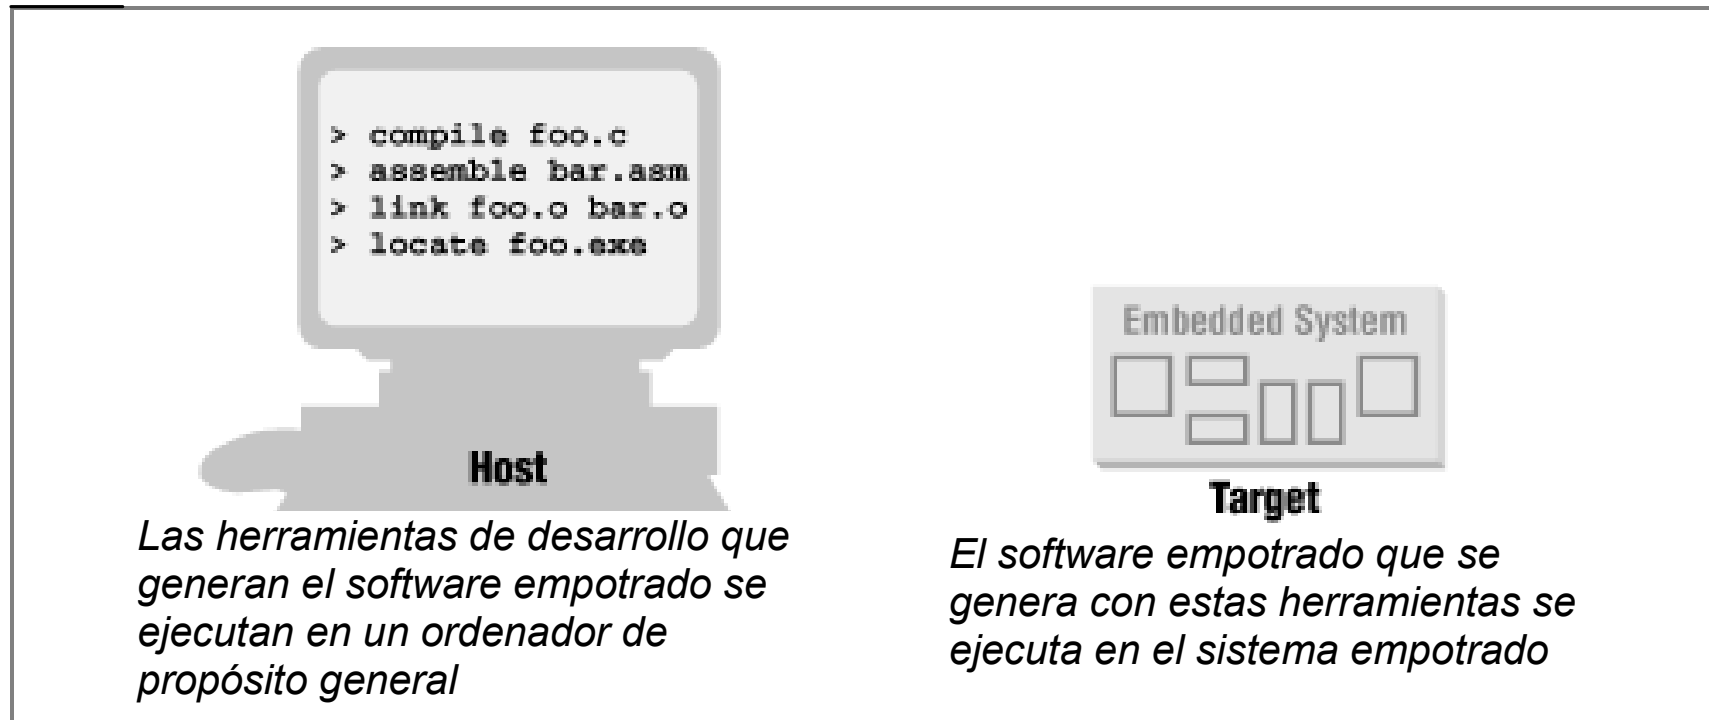 > compile foo.c
> assemble bar.asm
> link foo.o bar.o
> locate foo.exe
Host
Las herramientas de desarrollo que
generan el software empotrado se
ejecutan en un ordenador de
propósito general
Embedded System
Target
El software empotrado que se
genera con estas herramientas se
ejecuta en el sistema empotrado